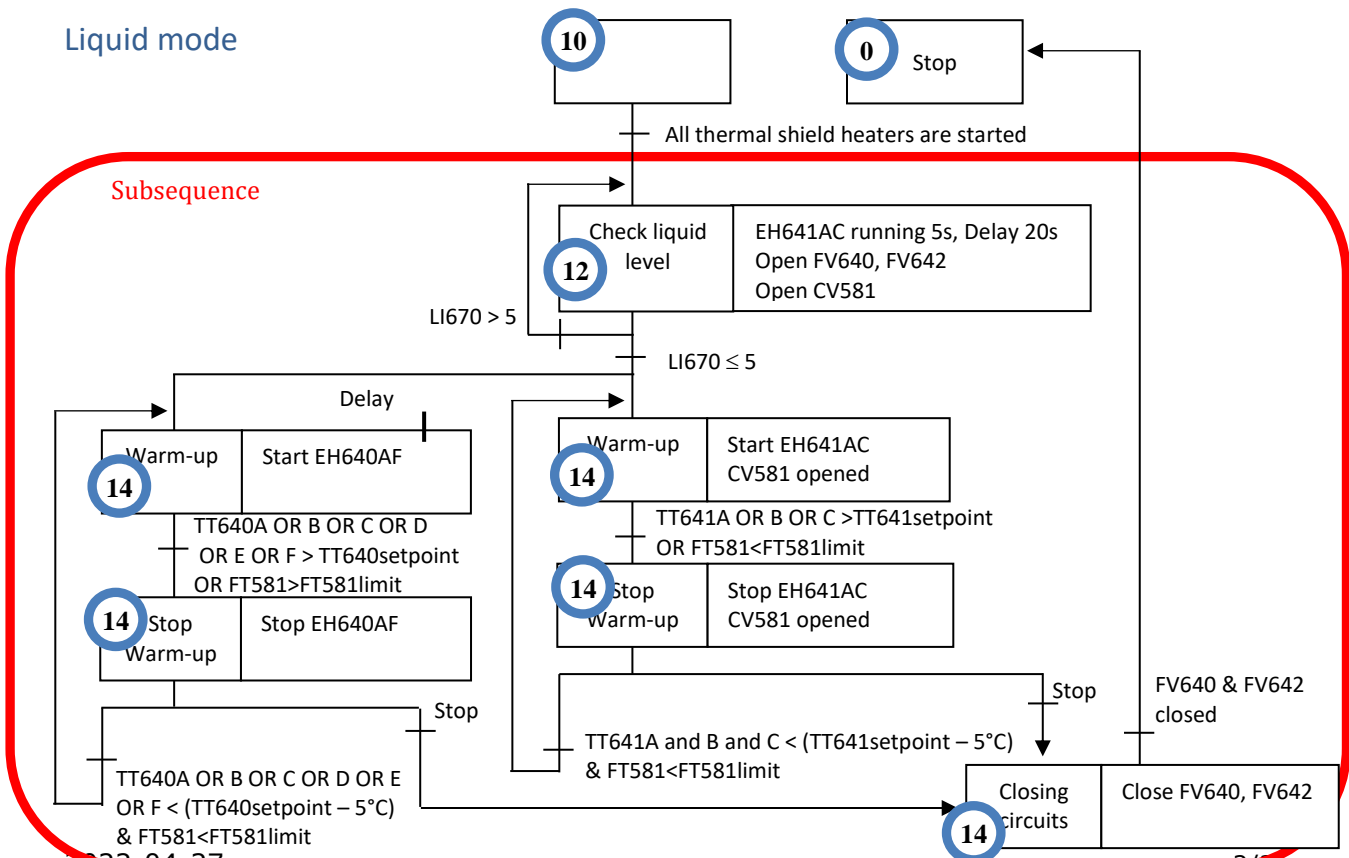 Liquid mode
10
0
Stop
All thermal shield heaters are started
Subsequence
Check liquid
level
12
EH641AC running 5s, Delay 20s
Open FV640, FV642
Open CV581
LI670 > 5
LI670 ≤ 5
Delay
Warm-up
14
Start EH640AF
Warm-up
14
Start EH641AC
CV581 opened
TT640A OR B OR C OR D
OR E OR F > TT640setpoint
OR FT581>FT581limit
TT641A OR B OR C >TT641setpoint
OR FT581<FT581limit
14
Stop
Warm-up
Stop EH640AF
14
Stop
Warm-up
Stop EH641AC
CV581 opened
Stop
Stop
FV640 & FV642
closed
TT640A OR B OR C OR D OR E
OR F < (TT640setpoint – 5°C)
& FT581<FT581limit
TT641A and B and C < (TT641setpoint – 5°C)
& FT581<FT581limit
Closing
circuits
14
Close FV640, FV642